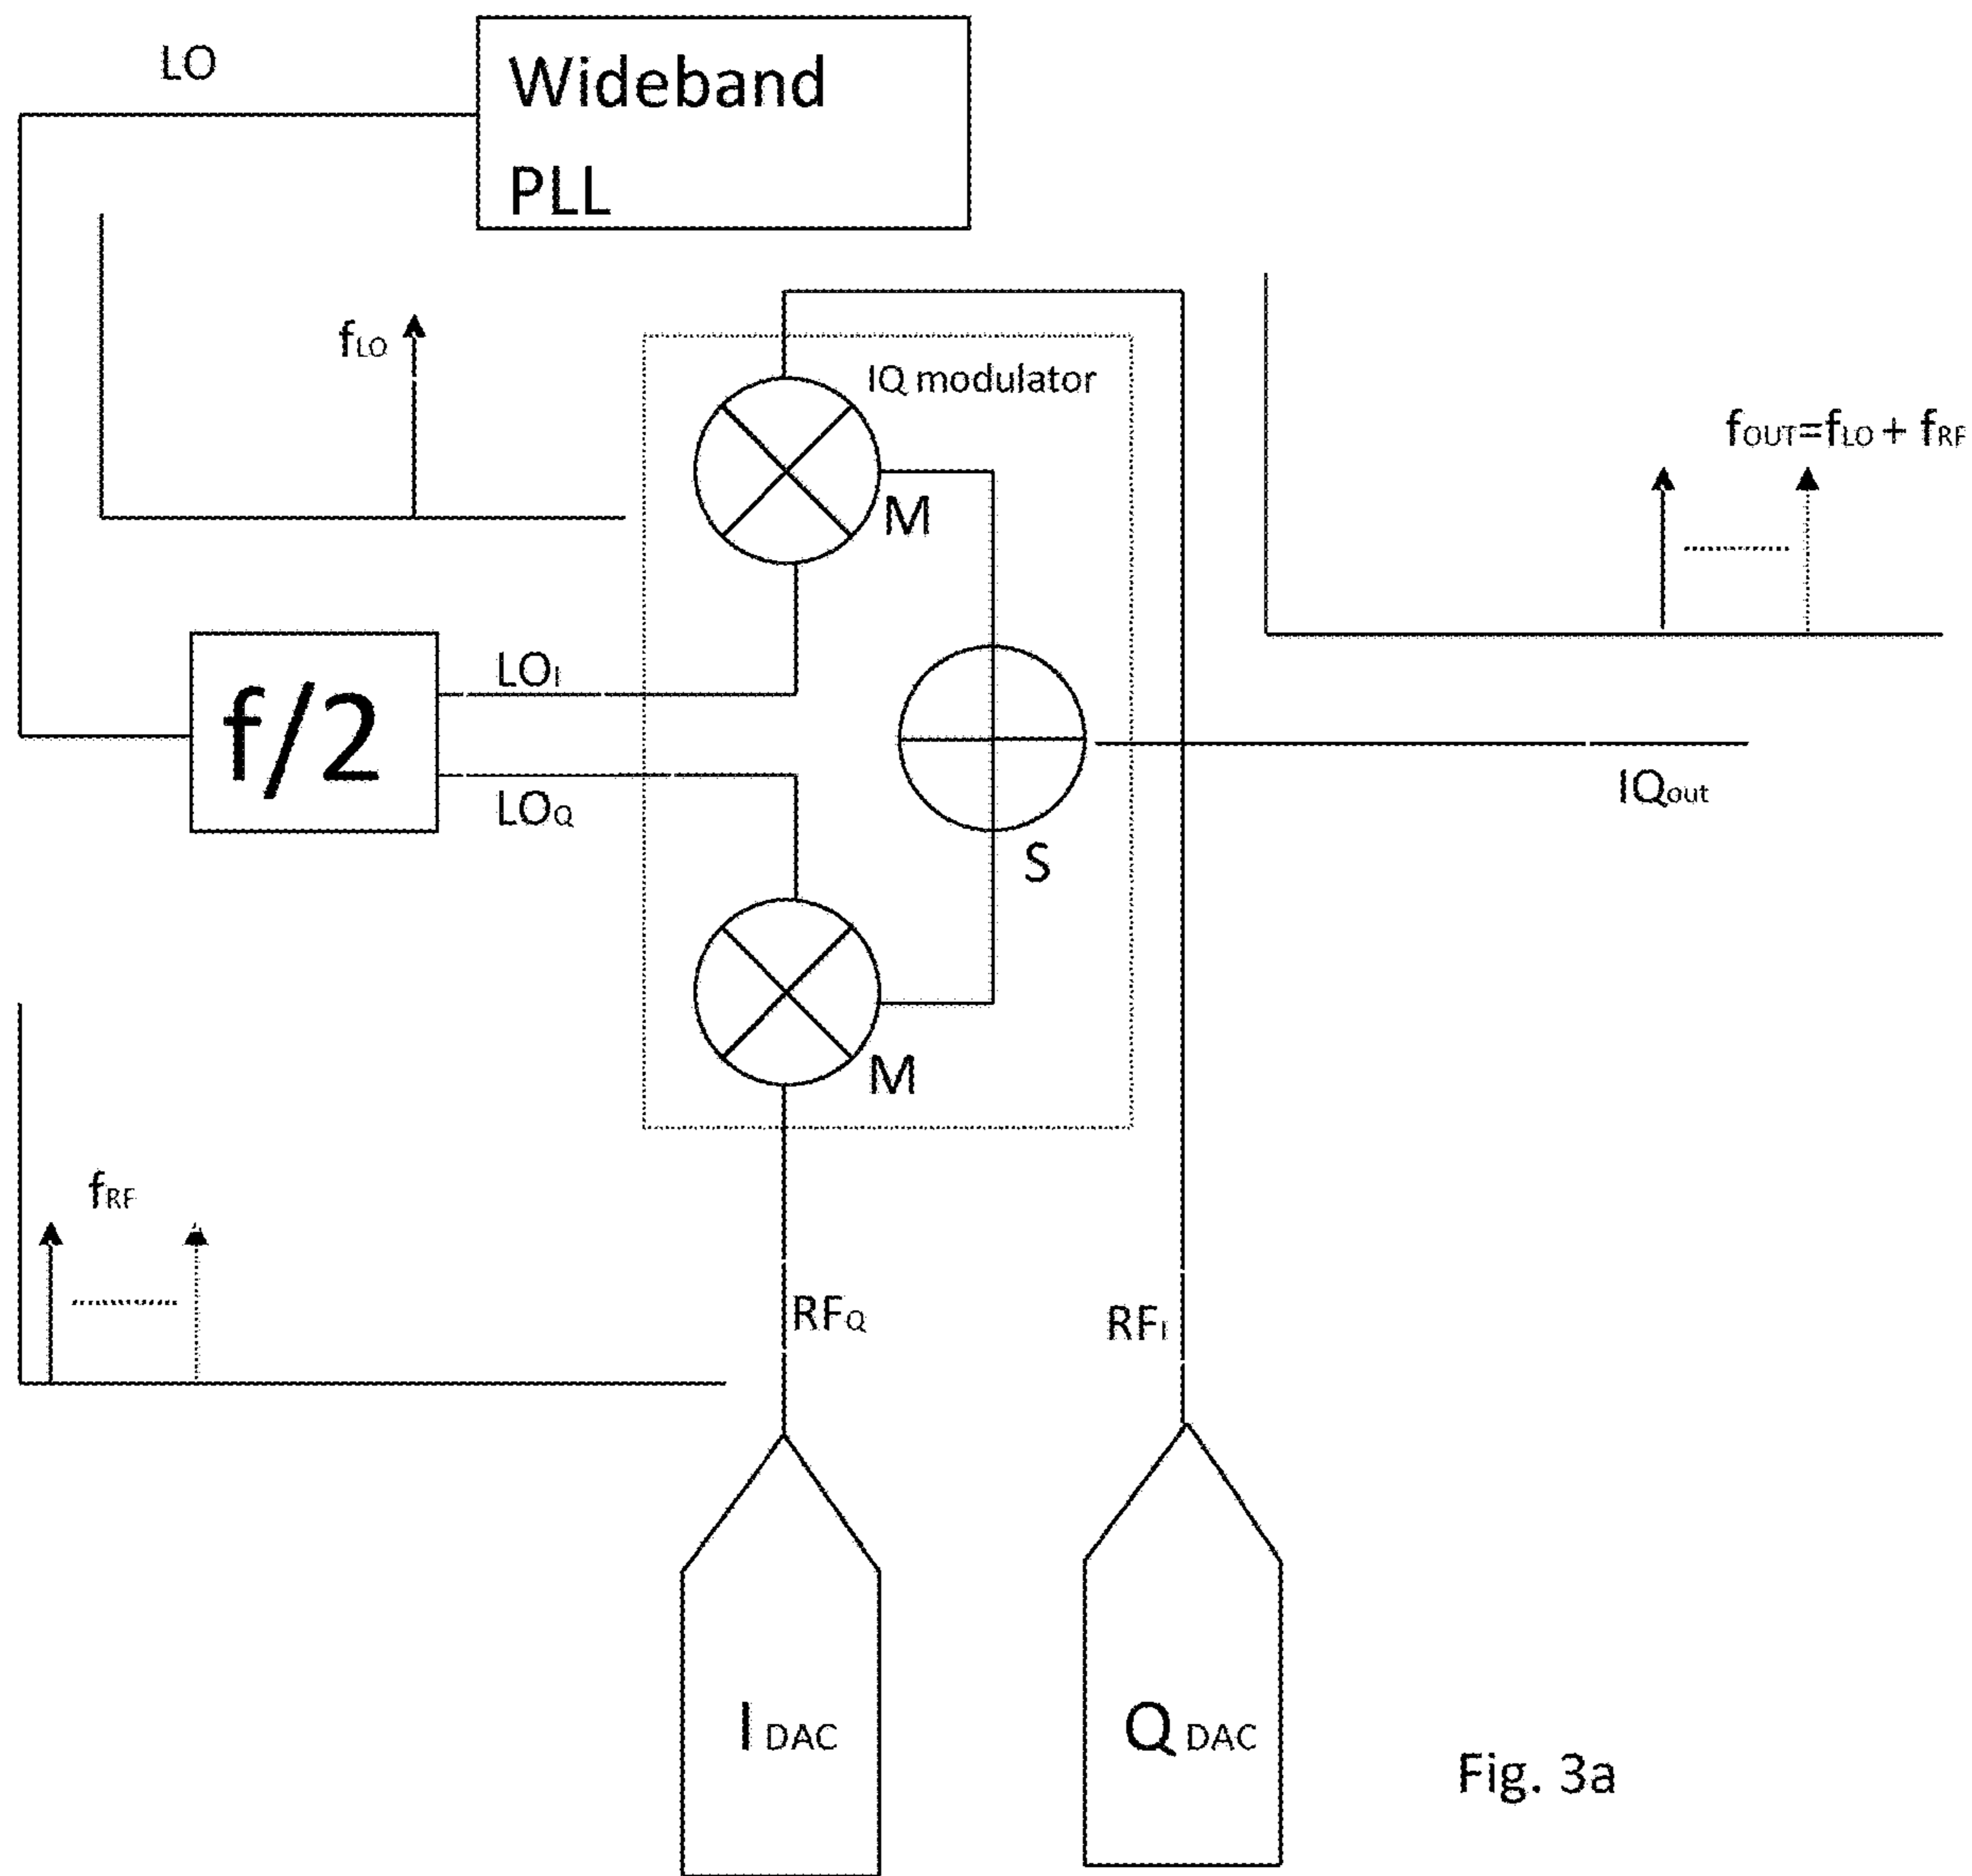 LO
Wideband
PLL
fLO
IQ modulator
fOUT=fLO + fRF
M
LOI
f/2
LOQ
IQout
S
M
fRF
RFQ
RFI
I DAC
Q DAC
Fig. 3a